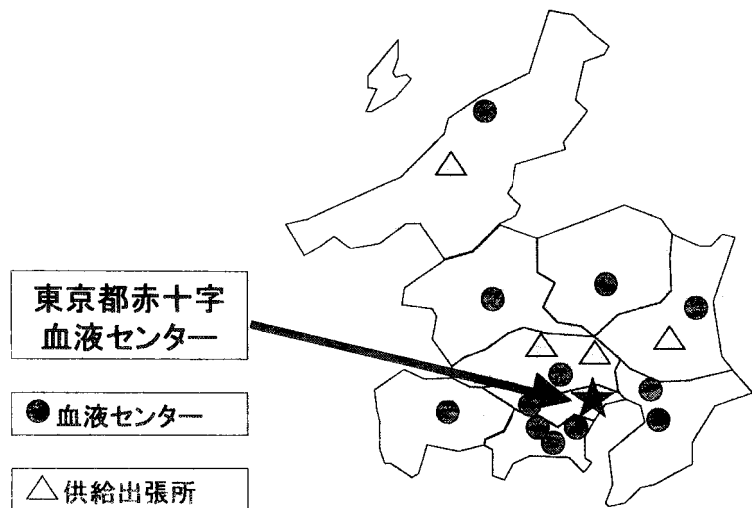 東京都赤十字
血液センター
血液センター
供給出張所